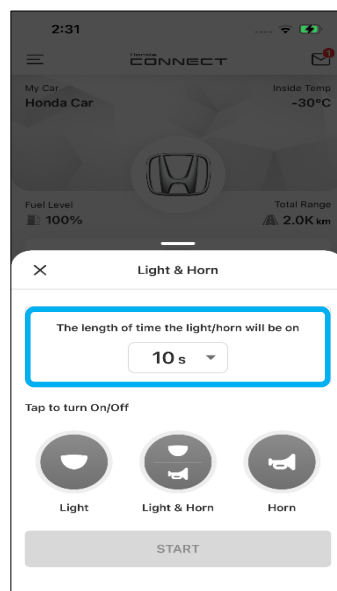 2:31
HONDA
CONNECT
My Car
Inside Temp
Honda Car
-30°C
Fuel Level
Total Range
100%
2.0K km
Light & Horn
The length of time the light/horn will be on
10 s
Tap to turn On/Off
Light
Light & Horn
Horn
START